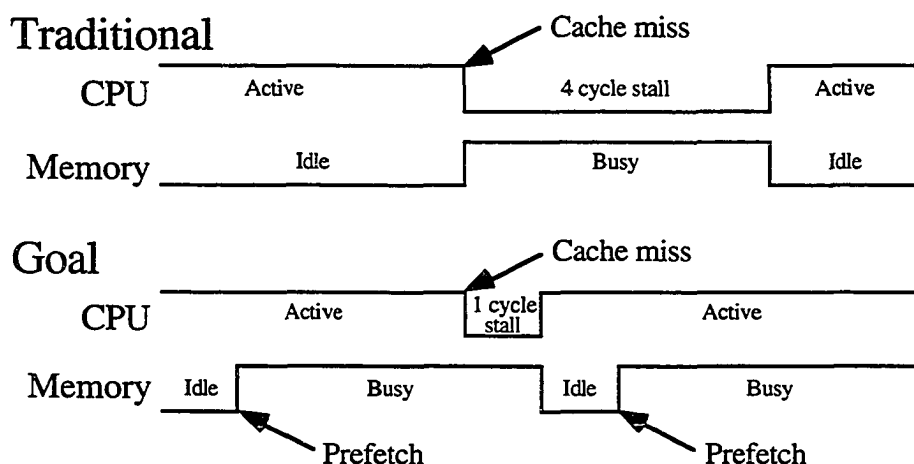 Traditional
Cache miss
CPU Active 4 cycle stall Active
Memory Idle Busy Idle
Goal
Cache miss
CPU Active 1 cycle Active
stall
Memory Idle Busy Idle Busy
Prefetch Prefetch